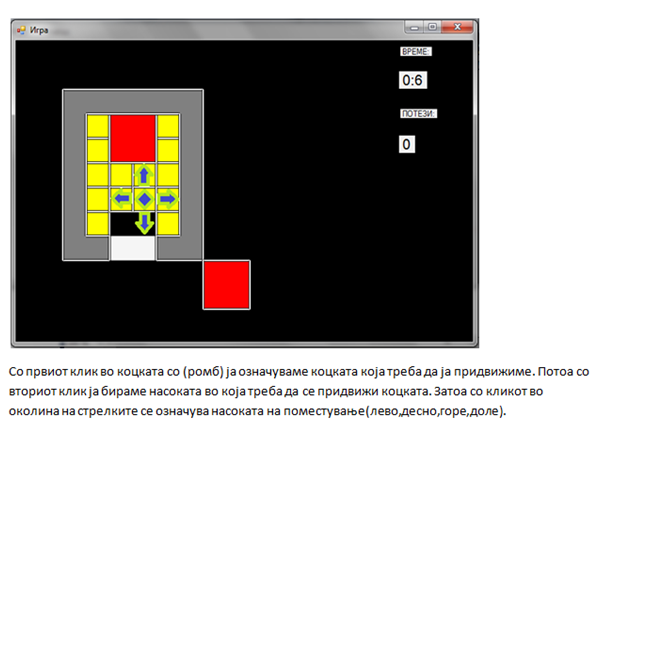 Игра
ВРЕМЕ:
0:6
ПОТЕЗИ:
0
Со првиот клик во коцката со (ромб) ја означуваме коцката која треба да ја придвижиме. Потоа со
вториот клик ја бираме насоката во која треба да се придвижи коцката. Затоа со кликот во
околина на стрелките се означува насоката на поместување(лево,десно,горе,доле).